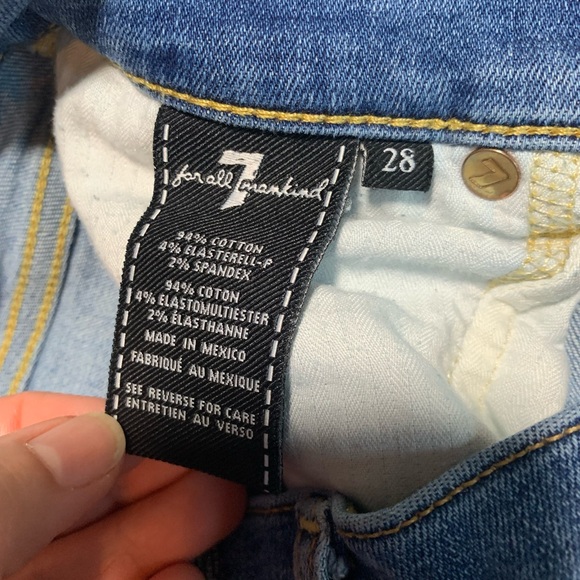 7
for all mankind
28
94% COTTON
4% ELASTERELL-P
2% SPANDEX
94% COTON
4% ELASTOMULTIESTER
2% ÉLASTHANNE
MADE IN MEXICO
FABRIQUÉ AU MEXIQUE
SEE REVERSE FOR CARE
ENTRETIEN AU VERSO
7